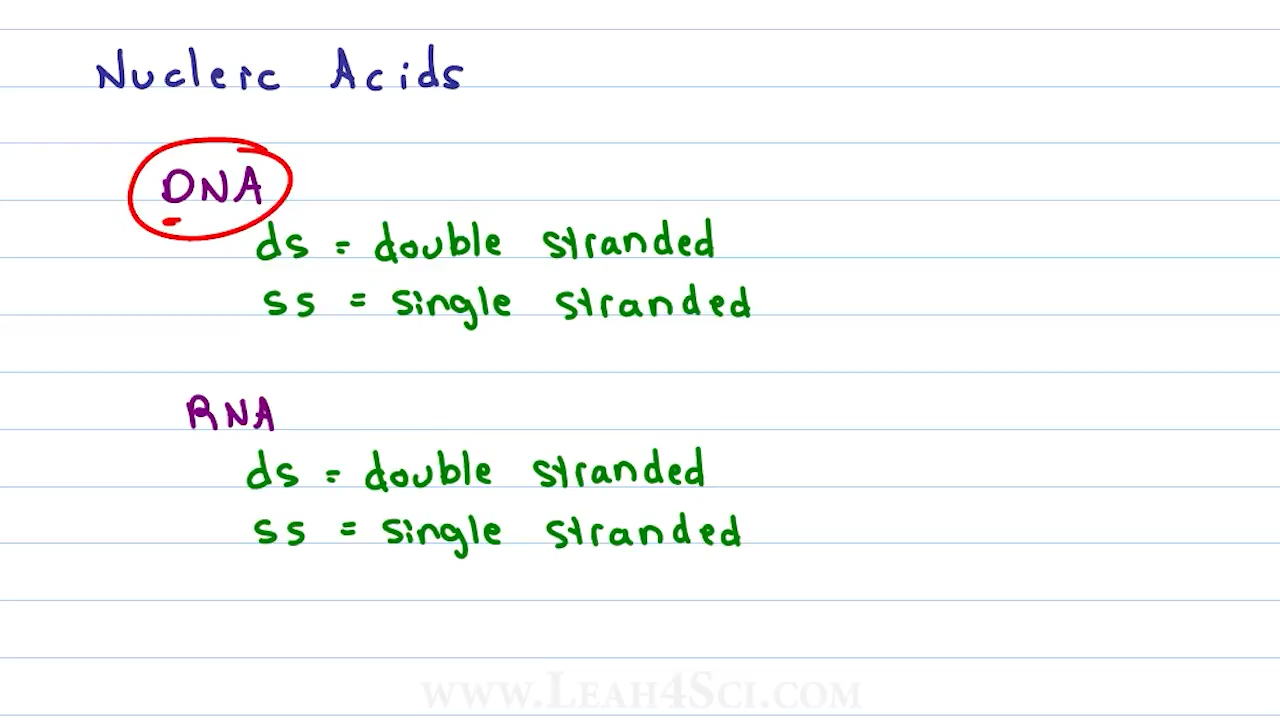 Nucleic Acids
DNA
ds = double stranded
ss = single stranded
RNA
ds = double stranded
ss = single stranded
www.Leah4Sci.com